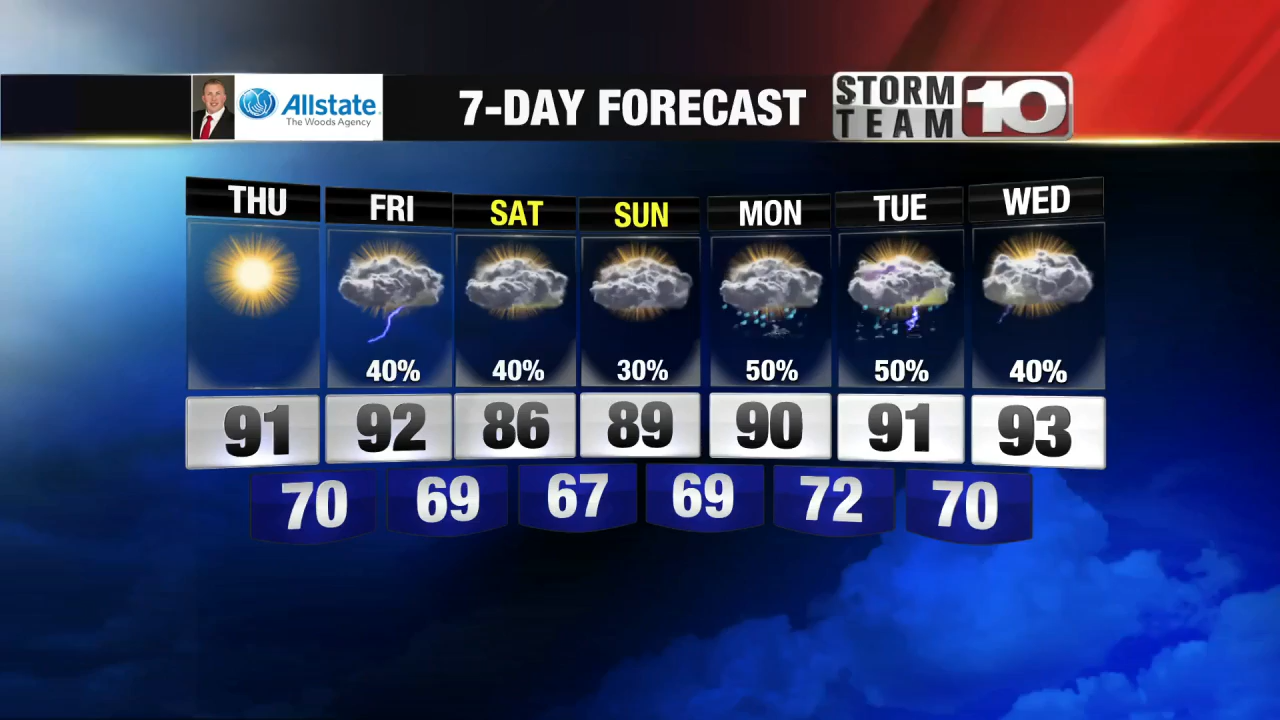 Allstate.
The Woods Agency
7-DAY FORECAST
STORM
TEAM
10
THU FRI SAT SUN MON TUE WED
40% 40% 30% 50% 50% 40%
91 92 86 89 90 91 93
70 69 67 69 72 70